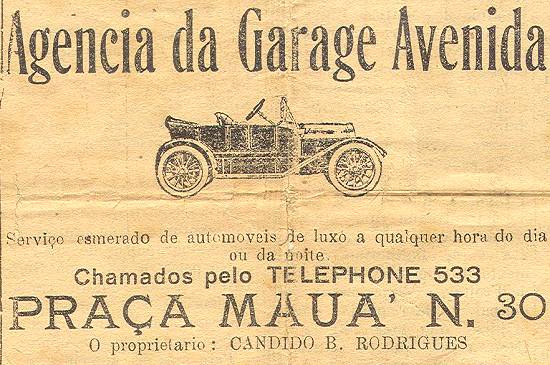 Agencia da Garage Avenida
Serviço esmerado de automoveis de luxo a qualquer hora do dia
ou da noite.
Chamados pelo TELEPHONE 533
PRAÇA MAUA' N. 30
O proprietario: CANDIDO B. RODRIGUES